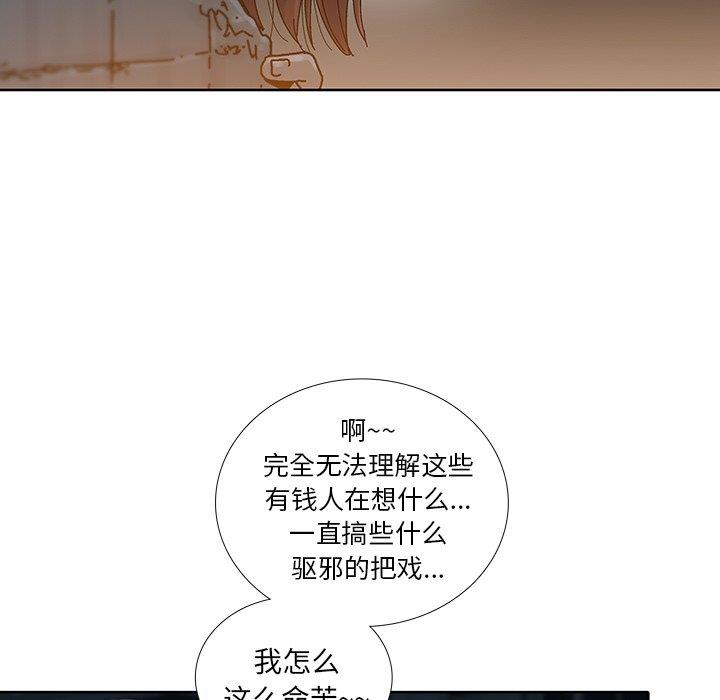 啊~~
完全无法理解这些
有钱人在想什么...
一直搞些什么
驱邪的把戏...
我怎么
这么命苦~~